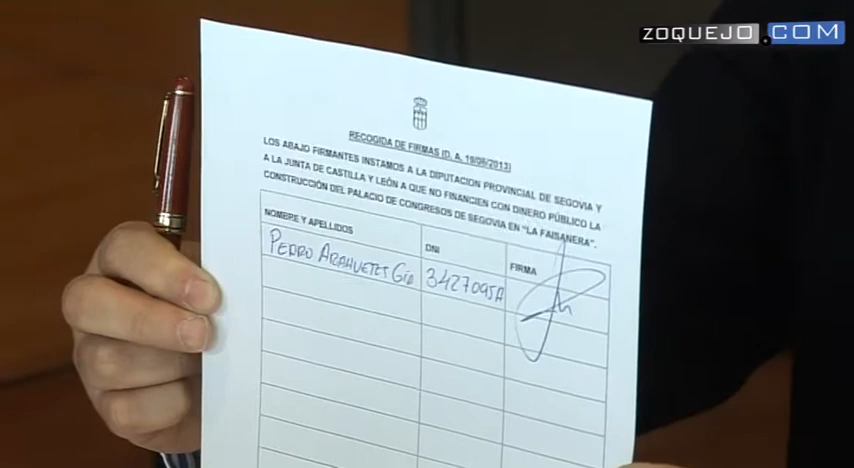 ZOQUEJO.COM
RECOGIDA DE FIRMAS (D. A. 19/06/2013)
LOS ABAJO FIRMANTES INSTAMOS A LA DIPUTACION PROVINCIAL DE SEGOVIA Y
A LA JUNTA DE CASTILLA Y LEÓN A QUE NO FINANCIEN CON DINERO PÚBLICO LA
CONSTRUCCIÓN DEL PALACIO DE CONGRESOS DE SEGOVIA EN "LA FAISANERA".
NOMBRE Y APELLIDOS DNI FIRMA
PEDRO ARAHUETES Gía 3427095A